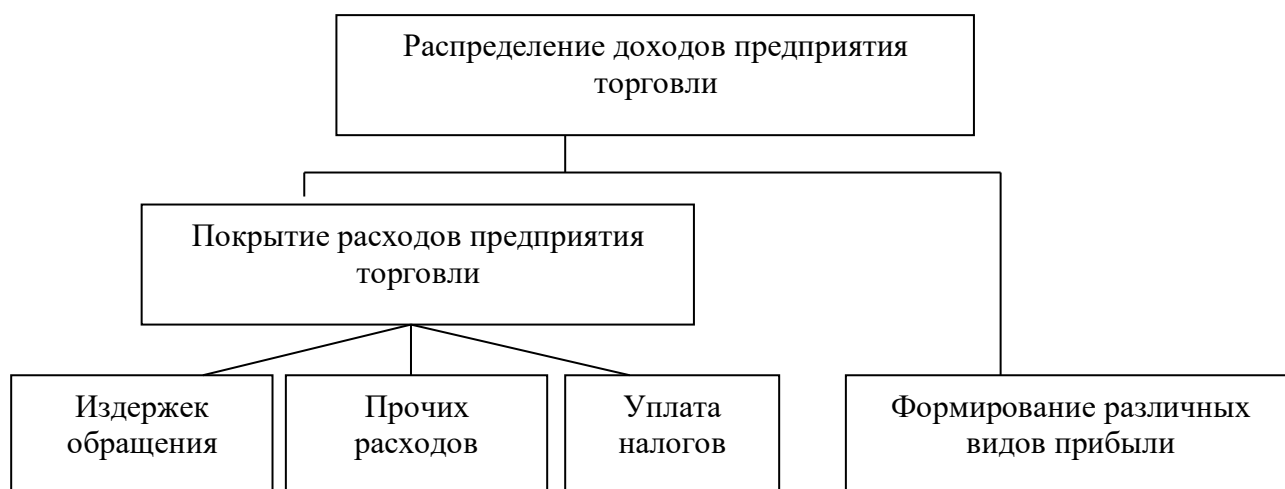 Распределение доходов предприятия
торговли
Покрытие расходов предприятия
торговли
Издержек
обращения
Прочих
расходов
Уплата
налогов
Формирование различных
видов прибыли